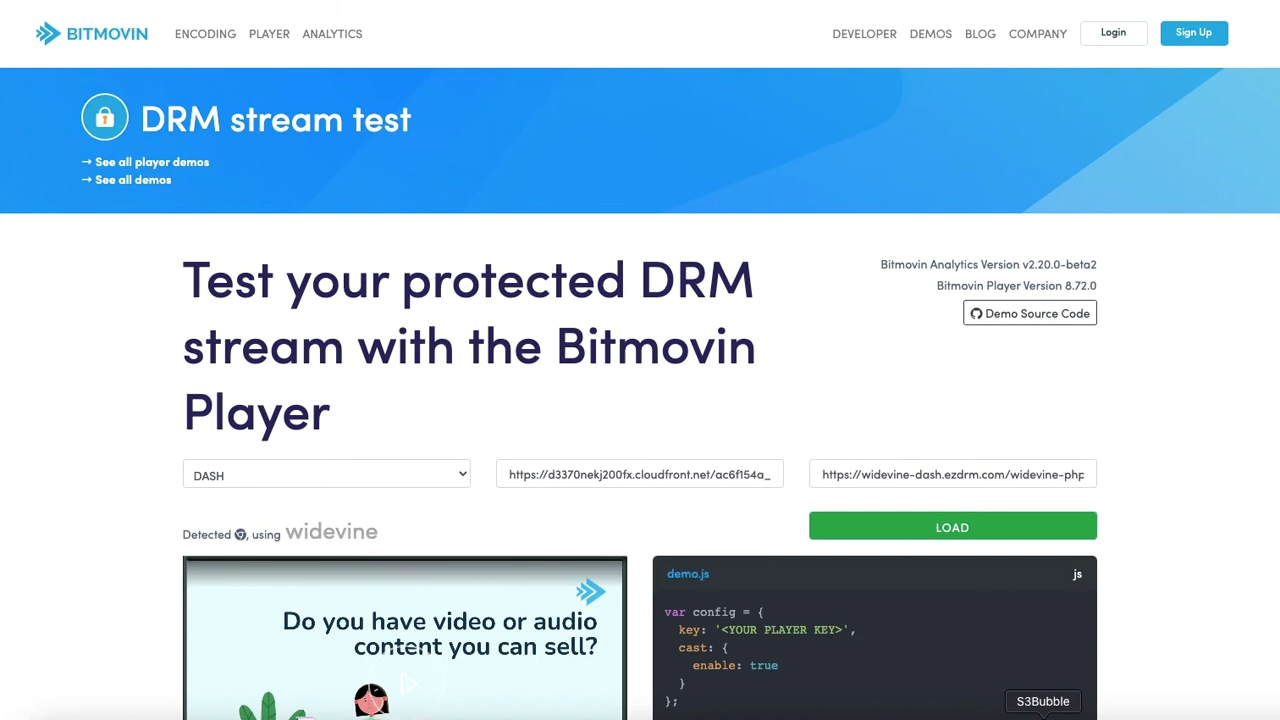 BITMOVIN ENCODING PLAYER ANALYTICS DEVELOPER DEMOS BLOG COMPANY Login Sign Up
DRM stream test
→ See all player demos
→ See all demos
Test your protected DRM
stream with the Bitmovin
Player
Bitmovin Analytics Version v2.20.0-beta2
Bitmovin Player Version 8.72.0
Demo Source Code
DASH
https://d3370nekj200fx.cloudfront.net/ac6f154a_
https://widevine-dash.ezdrm.com/widevine-php
Detected , using widevine
LOAD
Do you have video or audio
content you can sell?
demo.js js
var config = {
key: '<YOUR PLAYER KEY>',
cast: {
enable: true
}
};
S3Bubble